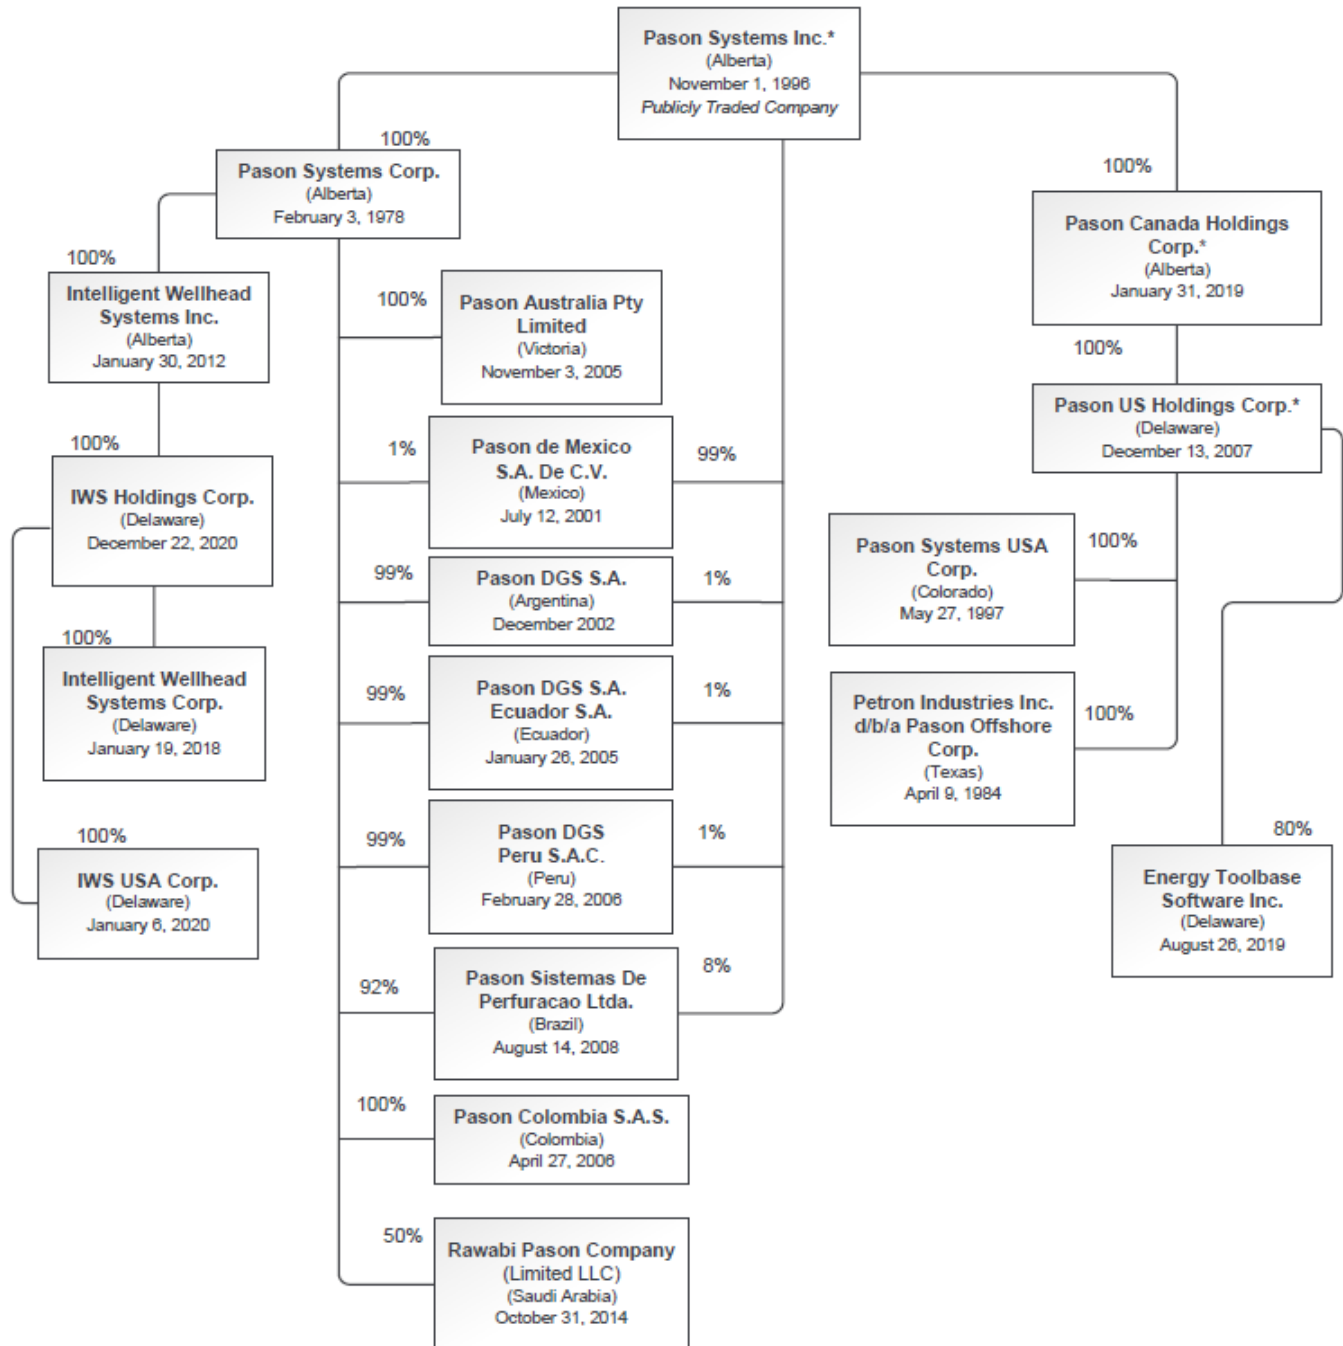 Pason Systems Inc.*
(Alberta)
November 1, 1996
Publicly Traded Company
100%
Pason Systems Corp.
(Alberta)
February 3, 1978
100%
Pason Canada Holdings
Corp.*
(Alberta)
January 31, 2019
100%
Intelligent Wellhead
Systems Inc.
(Alberta)
January 30, 2012
100%
Pason Australia Pty
Limited
(Victoria)
November 3, 2005
100%
Pason US Holdings Corp.*
(Delaware)
December 13, 2007
100%
IWS Holdings Corp.
(Delaware)
December 22, 2020
1%
Pason de Mexico
S.A. De C.V.
(Mexico)
July 12, 2001
99%
Pason Systems USA
Corp.
(Colorado)
May 27, 1997
100%
99%
Pason DGS S.A.
(Argentina)
December 2002
1%
100%
Intelligent Wellhead
Systems Corp.
(Delaware)
January 19, 2018
99%
Pason DGS S.A.
Ecuador S.A.
(Ecuador)
January 26, 2005
1%
Petron Industries Inc.
d/b/a Pason Offshore
Corp.
(Texas)
April 9, 1984
100%
100%
IWS USA Corp.
(Delaware)
January 6, 2020
99%
Pason DGS
Peru S.A.C.
(Peru)
February 28, 2006
1%
80%
Energy Toolbase
Software Inc.
(Delaware)
August 26, 2019
92%
Pason Sistemas De
Perfuracao Ltda.
(Brazil)
August 14, 2008
8%
100%
Pason Colombia S.A.S.
(Colombia)
April 27, 2006
50%
Rawabi Pason Company
(Limited LLC)
(Saudi Arabia)
October 31, 2014